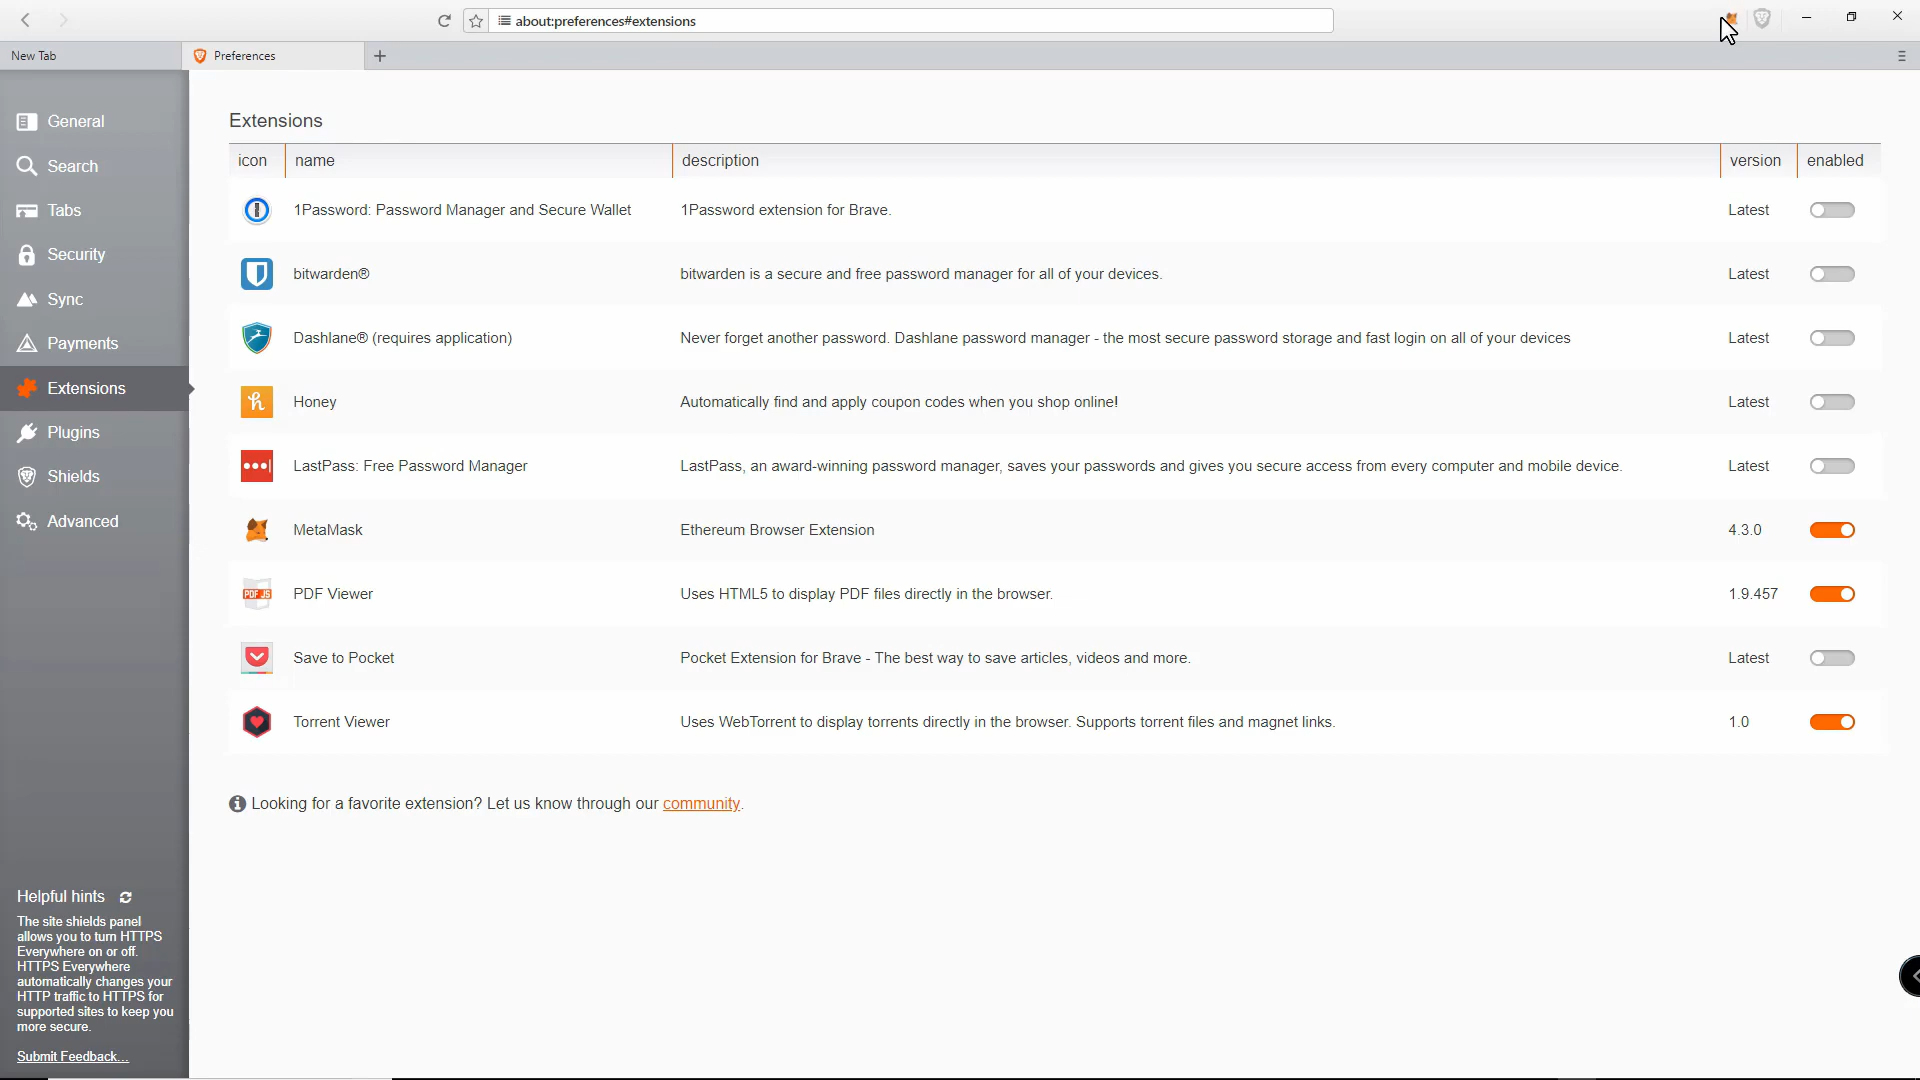 about:preferences#extensions
New Tab
Preferences
General
Search
Tabs
Security
Sync
Payments
Extensions
Plugins
Shields
Advanced
Extensions
icon name description version enabled
1Password: Password Manager and Secure Wallet 1Password extension for Brave. Latest
bitwarden® bitwarden is a secure and free password manager for all of your devices. Latest
Dashlane® (requires application) Never forget another password. Dashlane password manager - the most secure password storage and fast login on all of your devices Latest
h Honey Automatically find and apply coupon codes when you shop online! Latest
LastPass: Free Password Manager LastPass, an award-winning password manager, saves your passwords and gives you secure access from every computer and mobile device. Latest
MetaMask Ethereum Browser Extension 4.3.0
PDF JS PDF Viewer Uses HTML5 to display PDF files directly in the browser. 1.9.457
Save to Pocket Pocket Extension for Brave - The best way to save articles, videos and more. Latest
Torrent Viewer Uses WebTorrent to display torrents directly in the browser. Supports torrent files and magnet links. 1.0
Looking for a favorite extension? Let us know through our community.
Helpful hints
The site shields panel
allows you to turn HTTPS
Everywhere on or off.
HTTPS Everywhere
automatically changes your
HTTP traffic to HTTPS for
supported sites to keep you
more secure.
Submit Feedback...